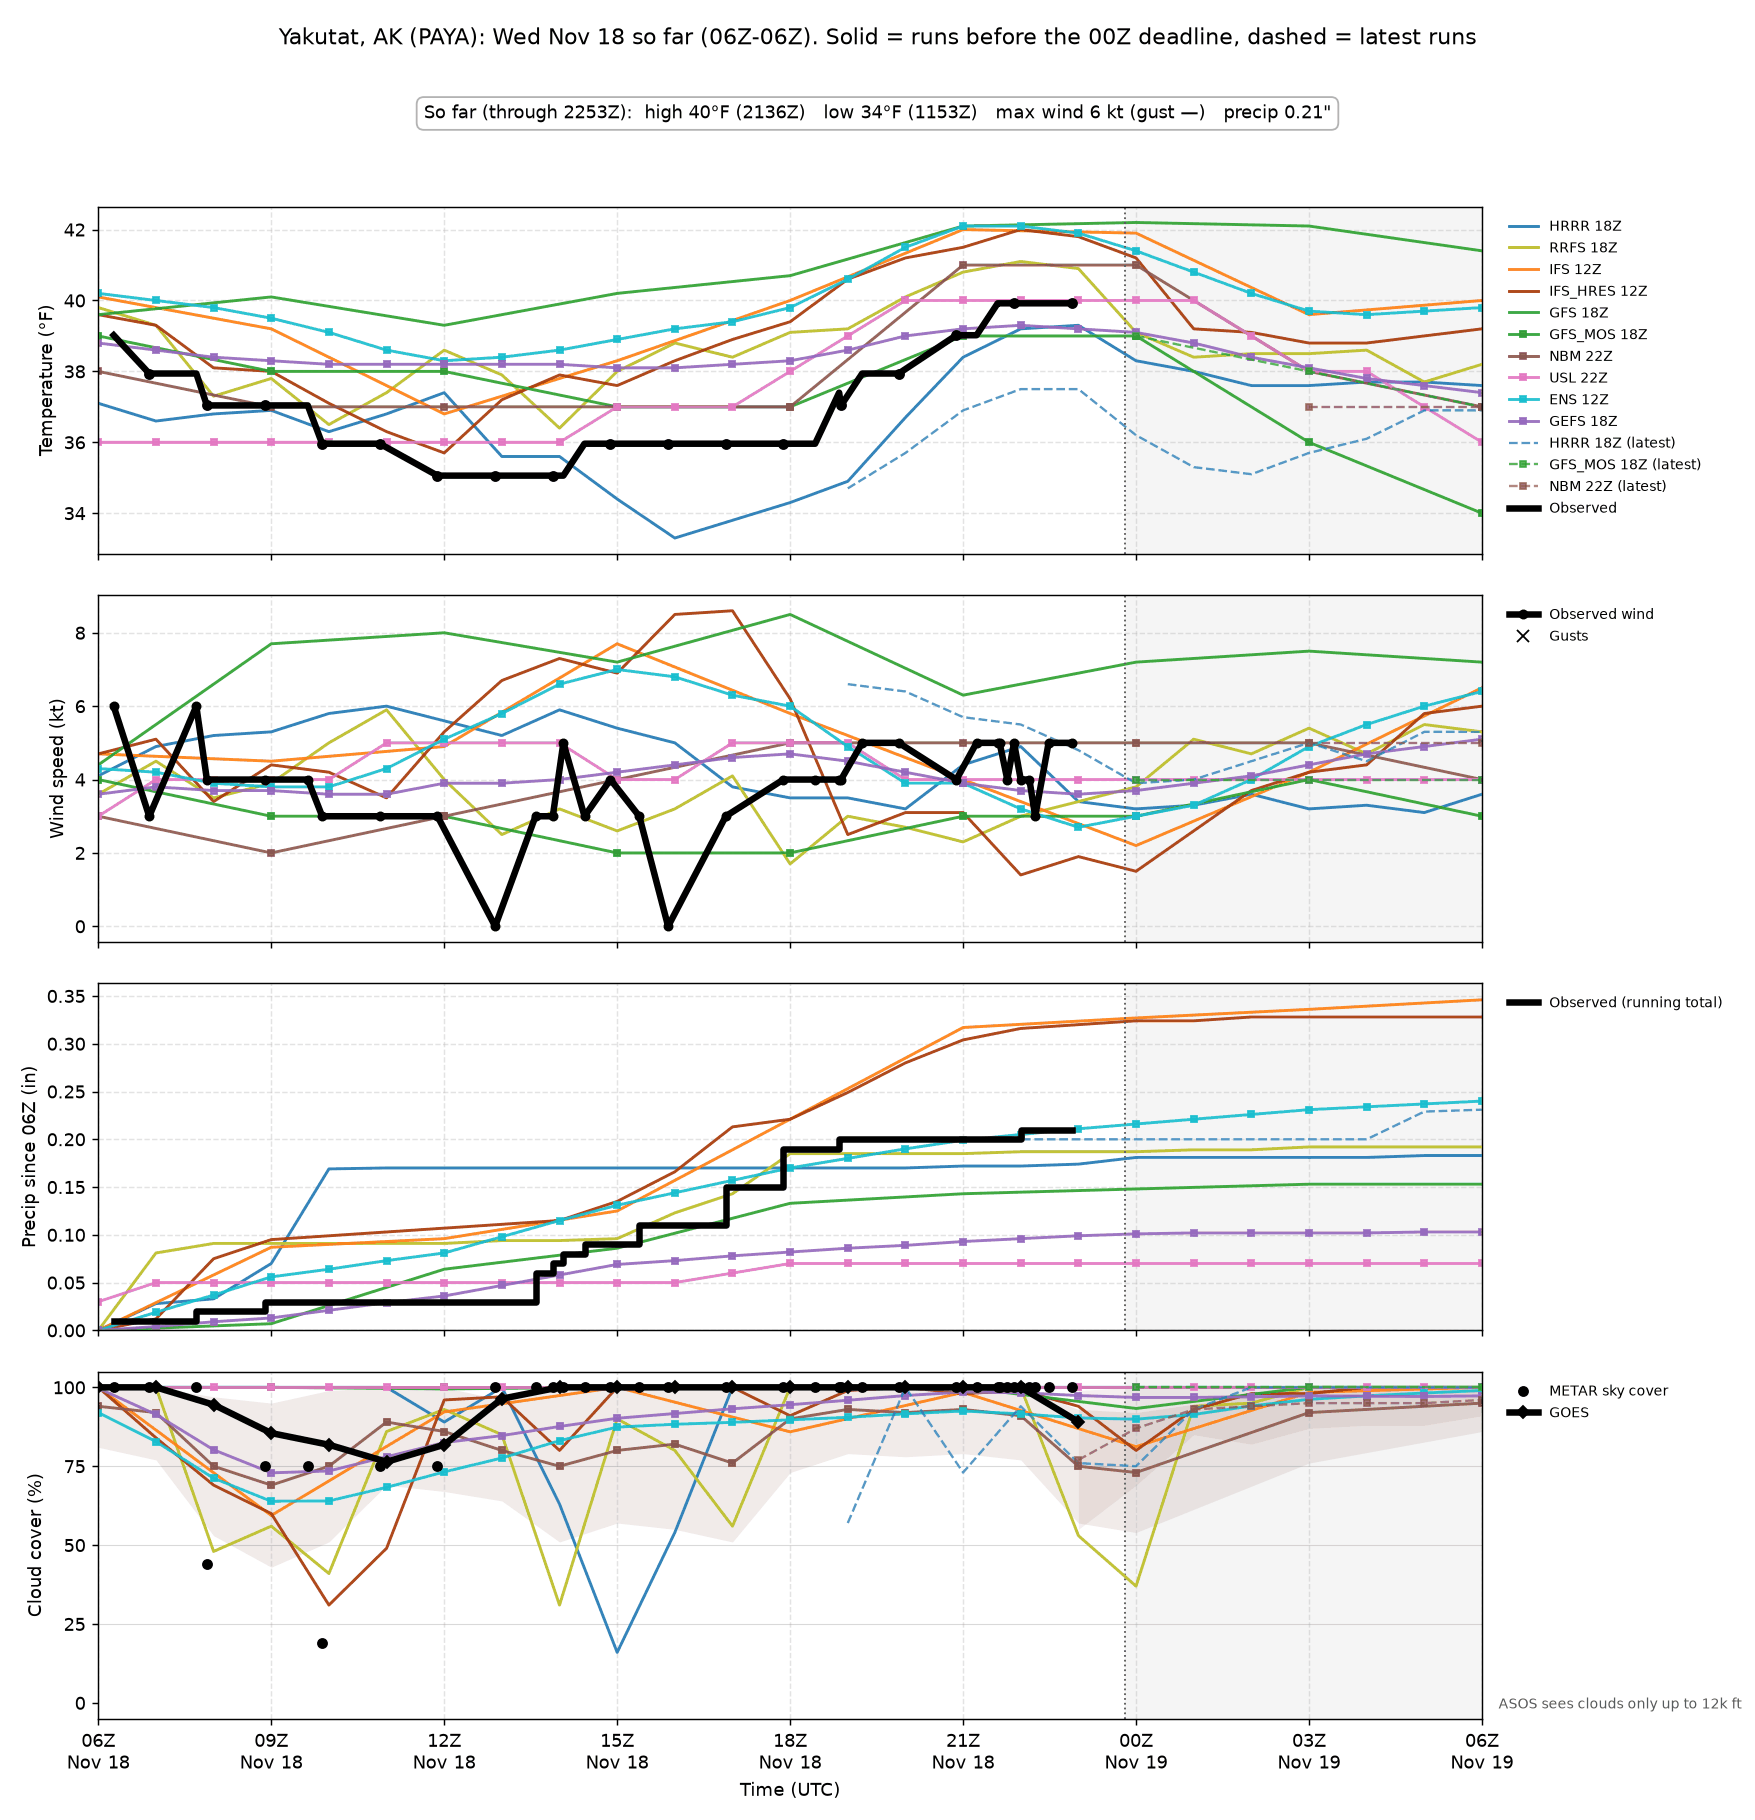 Yakutat, AK (PAYA): Wed Nov 18 so far (06Z-06Z). Solid = runs before the 00Z deadline, dashed = latest runs
So far (through 2253Z):  high 40°F (2136Z)   low 34°F (1153Z)   max wind 6 kt (gust —)   precip 0.21"
Temperature (°F)
42
40
38
36
34
HRRR 18Z
RRFS 18Z
IFS 12Z
IFS_HRES 12Z
GFS 18Z
GFS_MOS 18Z
NBM 22Z
USL 22Z
ENS 12Z
GEFS 18Z
HRRR 18Z (latest)
GFS_MOS 18Z (latest)
NBM 22Z (latest)
Observed
Wind speed (kt)
8
6
4
2
0
Observed wind
Gusts
Precip since 06Z (in)
0.35
0.30
0.25
0.20
0.15
0.10
0.05
0.00
Observed (running total)
Cloud cover (%)
100
75
50
25
0
METAR sky cover
GOES
ASOS sees clouds only up to 12k ft
06Z
Nov 18
09Z
Nov 18
12Z
Nov 18
15Z
Nov 18
18Z
Nov 18
21Z
Nov 18
00Z
Nov 19
03Z
Nov 19
06Z
Nov 19
Time (UTC)